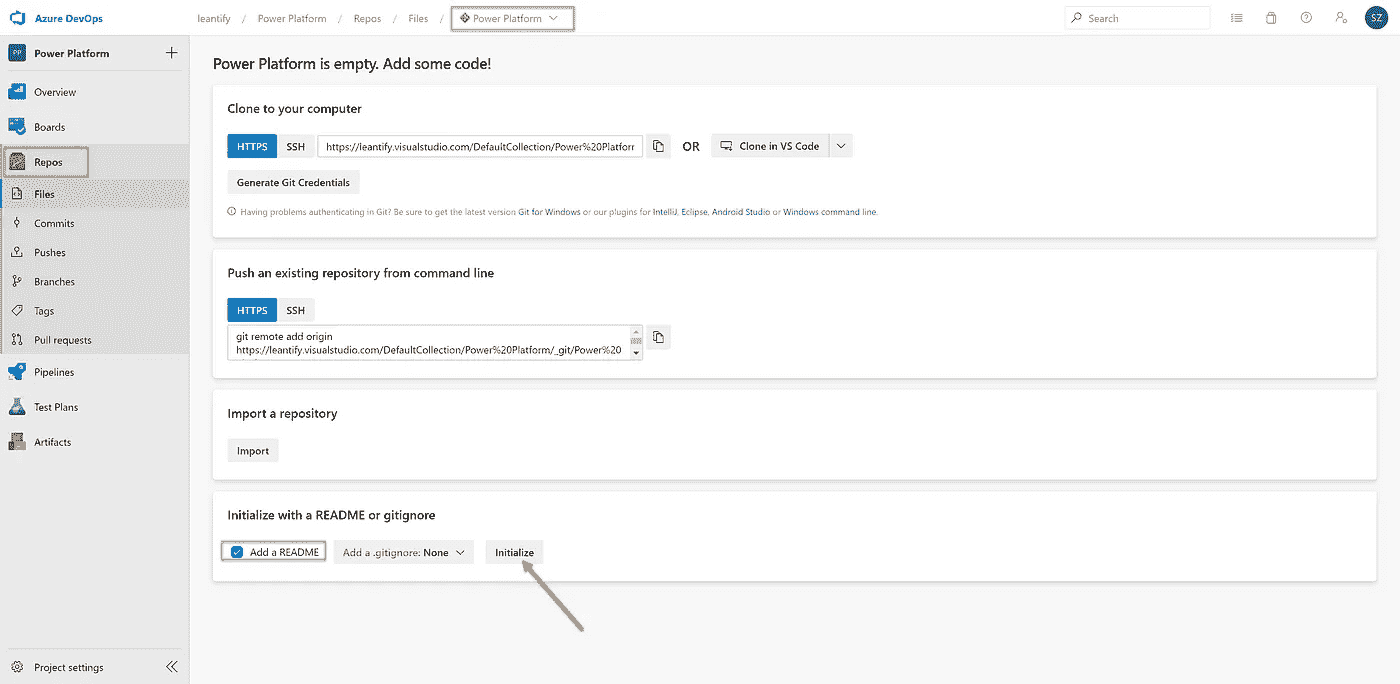 Azure DevOps
leantify / Power Platform / Repos / Files / Power Platform
Search
SZ
PP Power Platform
Overview
Boards
Repos
Files
Commits
Pushes
Branches
Tags
Pull requests
Pipelines
Test Plans
Artifacts
Project settings
Power Platform is empty. Add some code!
Clone to your computer
HTTPS SSH https://leantify.visualstudio.com/DefaultCollection/Power%20Platforr OR Clone in VS Code
Generate Git Credentials
Having problems authenticating in Git? Be sure to get the latest version Git for Windows or our plugins for IntelliJ, Eclipse, Android Studio or Windows command line.
Push an existing repository from command line
HTTPS SSH
git remote add origin
https://leantify.visualstudio.com/DefaultCollection/Power%20Platform/_git/Power%20
Import a repository
Import
Initialize with a README or gitignore
Add a README Add a .gitignore: None Initialize